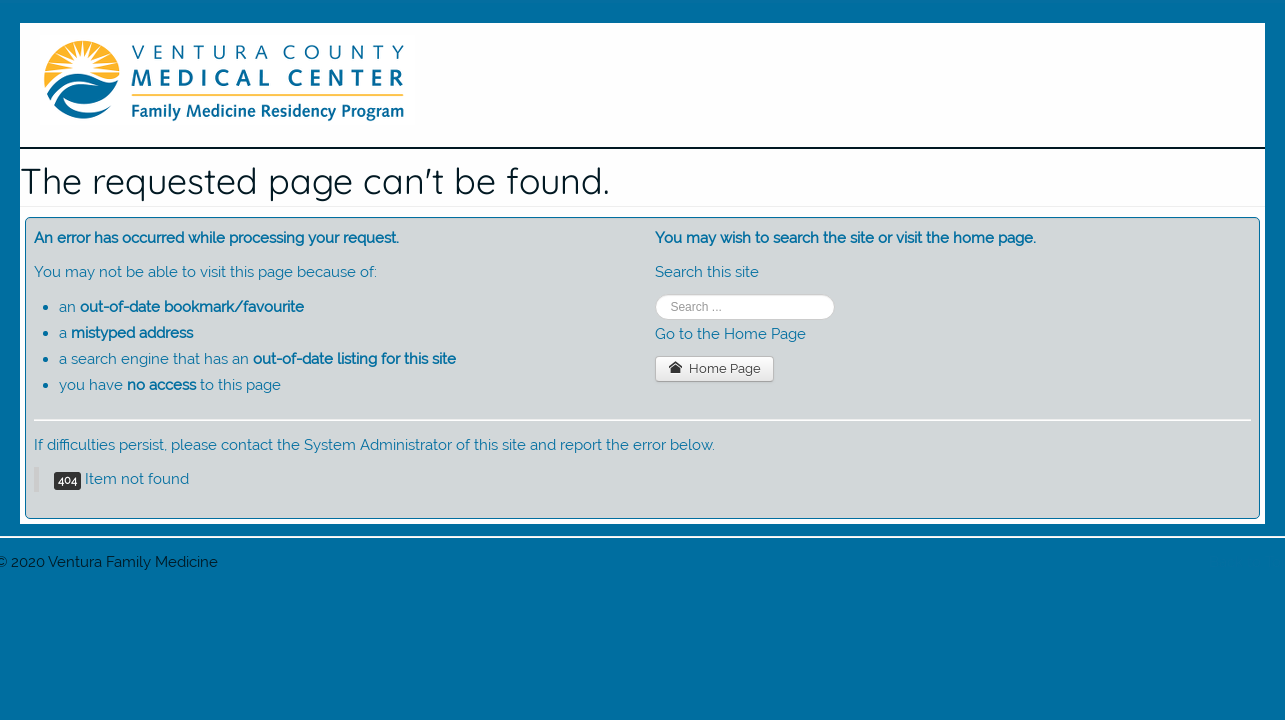 VENTURA COUNTY
MEDICAL CENTER
Family Medicine Residency Program
The requested page can't be found.
An error has occurred while processing your request.
You may not be able to visit this page because of:
an out-of-date bookmark/favourite
a mistyped address
a search engine that has an out-of-date listing for this site
you have no access to this page
You may wish to search the site or visit the home page.
Search this site
Search ...
Go to the Home Page
Home Page
If difficulties persist, please contact the System Administrator of this site and report the error below.
404 Item not found
© 2020 Ventura Family Medicine